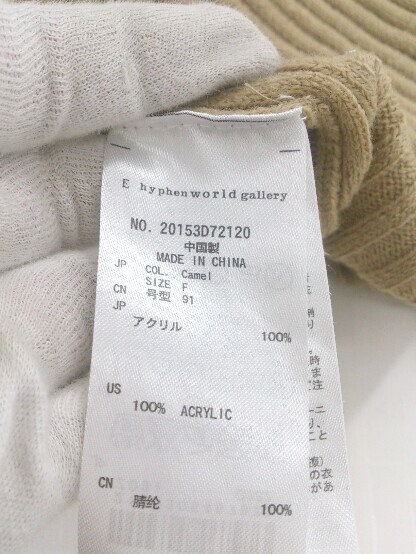 E hyphen world gallery
NO. 20153D72120
中国製
MADE IN CHINA
JP COL. Camel
SIZE F
CN 号型 91
JP
アクリル 100%
US
100% ACRYLIC
CN
腈纶 100%